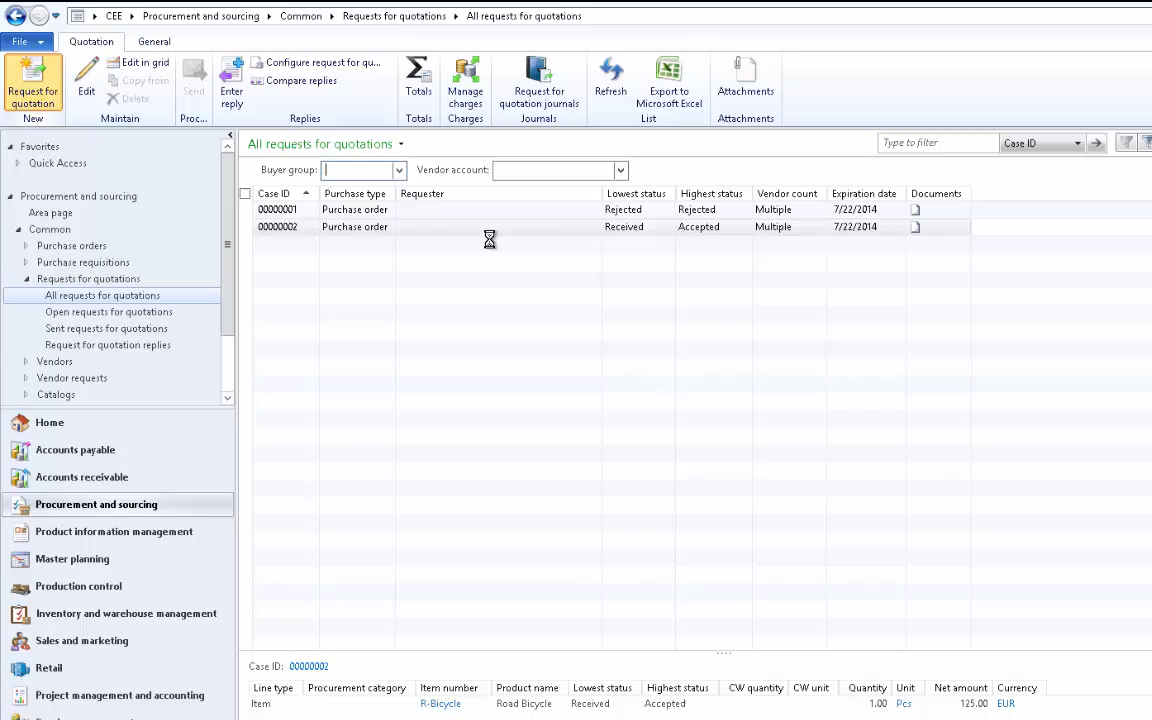 CEE ▸ Procurement and sourcing ▸ Common ▸ Requests for quotations ▸ All requests for quotations
File Quotation General
Request for quotation
New
Edit
Edit in grid
Copy from
Delete
Maintain
Send
Proc...
Enter reply
Configure request for qu...
Compare replies
Replies
Totals
Totals
Manage charges
Charges
Request for quotation journals
Journals
Refresh
Export to Microsoft Excel
List
Attachments
Attachments
Favorites
Quick Access
Procurement and sourcing
Area page
Common
Purchase orders
Purchase requisitions
Requests for quotations
All requests for quotations
Open requests for quotations
Sent requests for quotations
Request for quotation replies
Vendors
Vendor requests
Catalogs
Home
Accounts payable
Accounts receivable
Procurement and sourcing
Product information management
Master planning
Production control
Inventory and warehouse management
Sales and marketing
Retail
Project management and accounting
All requests for quotations
Type to filter Case ID
Buyer group: Vendor account:
Case ID Purchase type Requester Lowest status Highest status Vendor count Expiration date Documents
00000001 Purchase order Rejected Rejected Multiple 7/22/2014
00000002 Purchase order Received Accepted Multiple 7/22/2014
Case ID: 00000002
Line type Procurement category Item number Product name Lowest status Highest status CW quantity CW unit Quantity Unit Net amount Currency
Item R-Bicycle Road Bicycle Received Accepted 1.00 Pcs 125.00 EUR